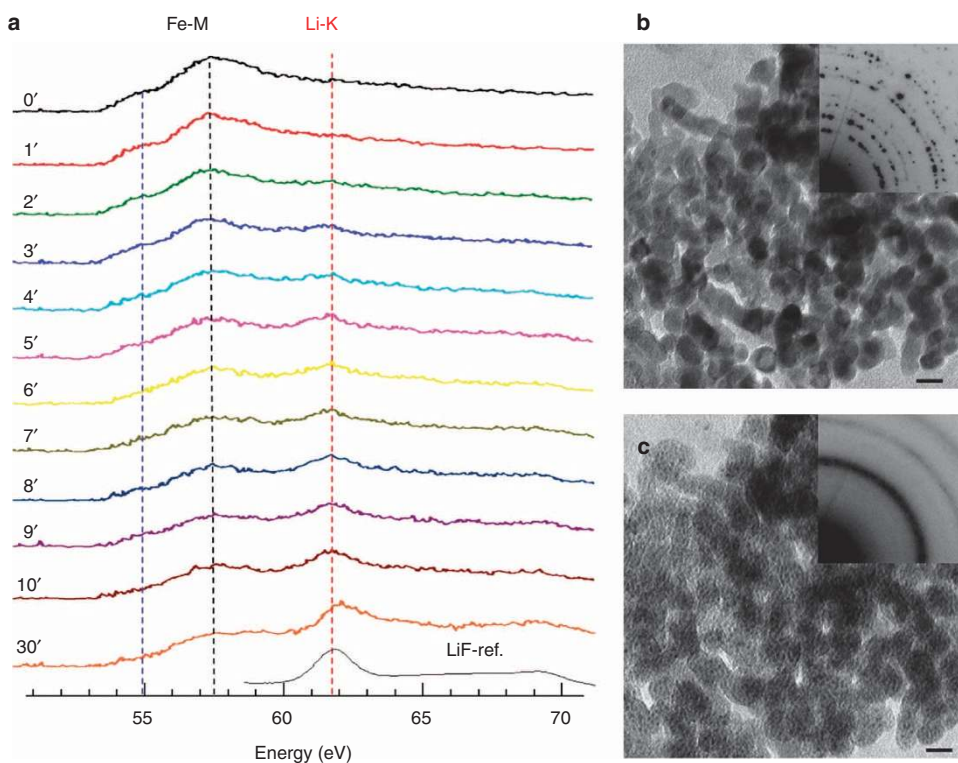 a
Fe-M
Li-K
b
0′
1′
2′
3′
4′
5′
6′
7′
8′
9′
10′
30′
LiF-ref.
55
60
65
70
Energy (eV)
c